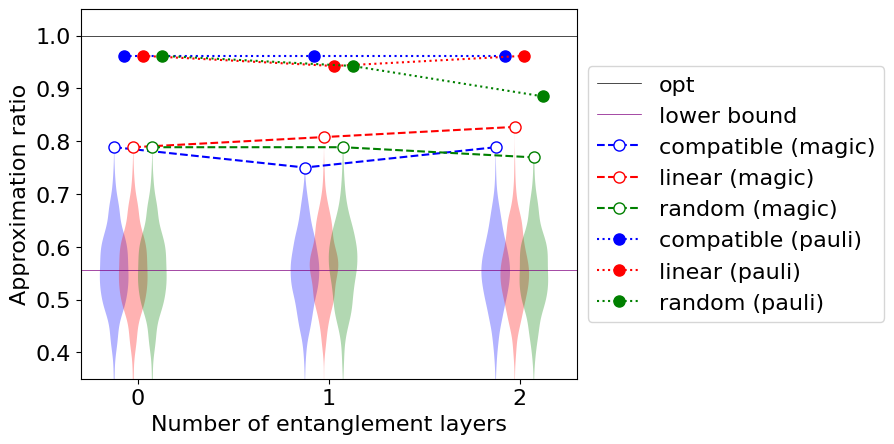 Approximation ratio
1.0
0.9
0.8
0.7
0.6
0.5
0.4
0
1
2
Number of entanglement layers
opt
lower bound
compatible (magic)
linear (magic)
random (magic)
compatible (pauli)
linear (pauli)
random (pauli)